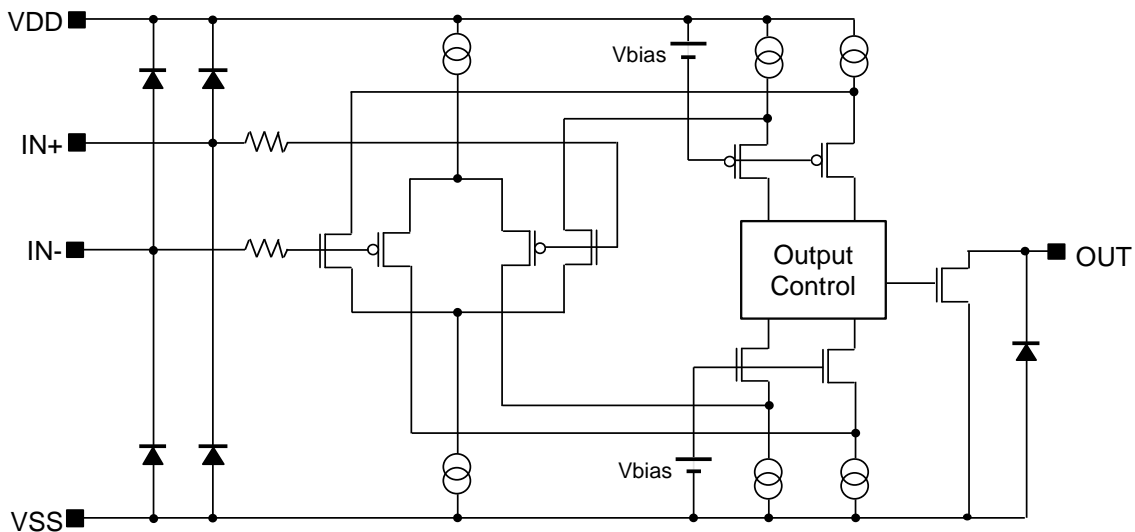 VDD
Vbias
IN+
IN-
Output
Control
OUT
Vbias
VSS